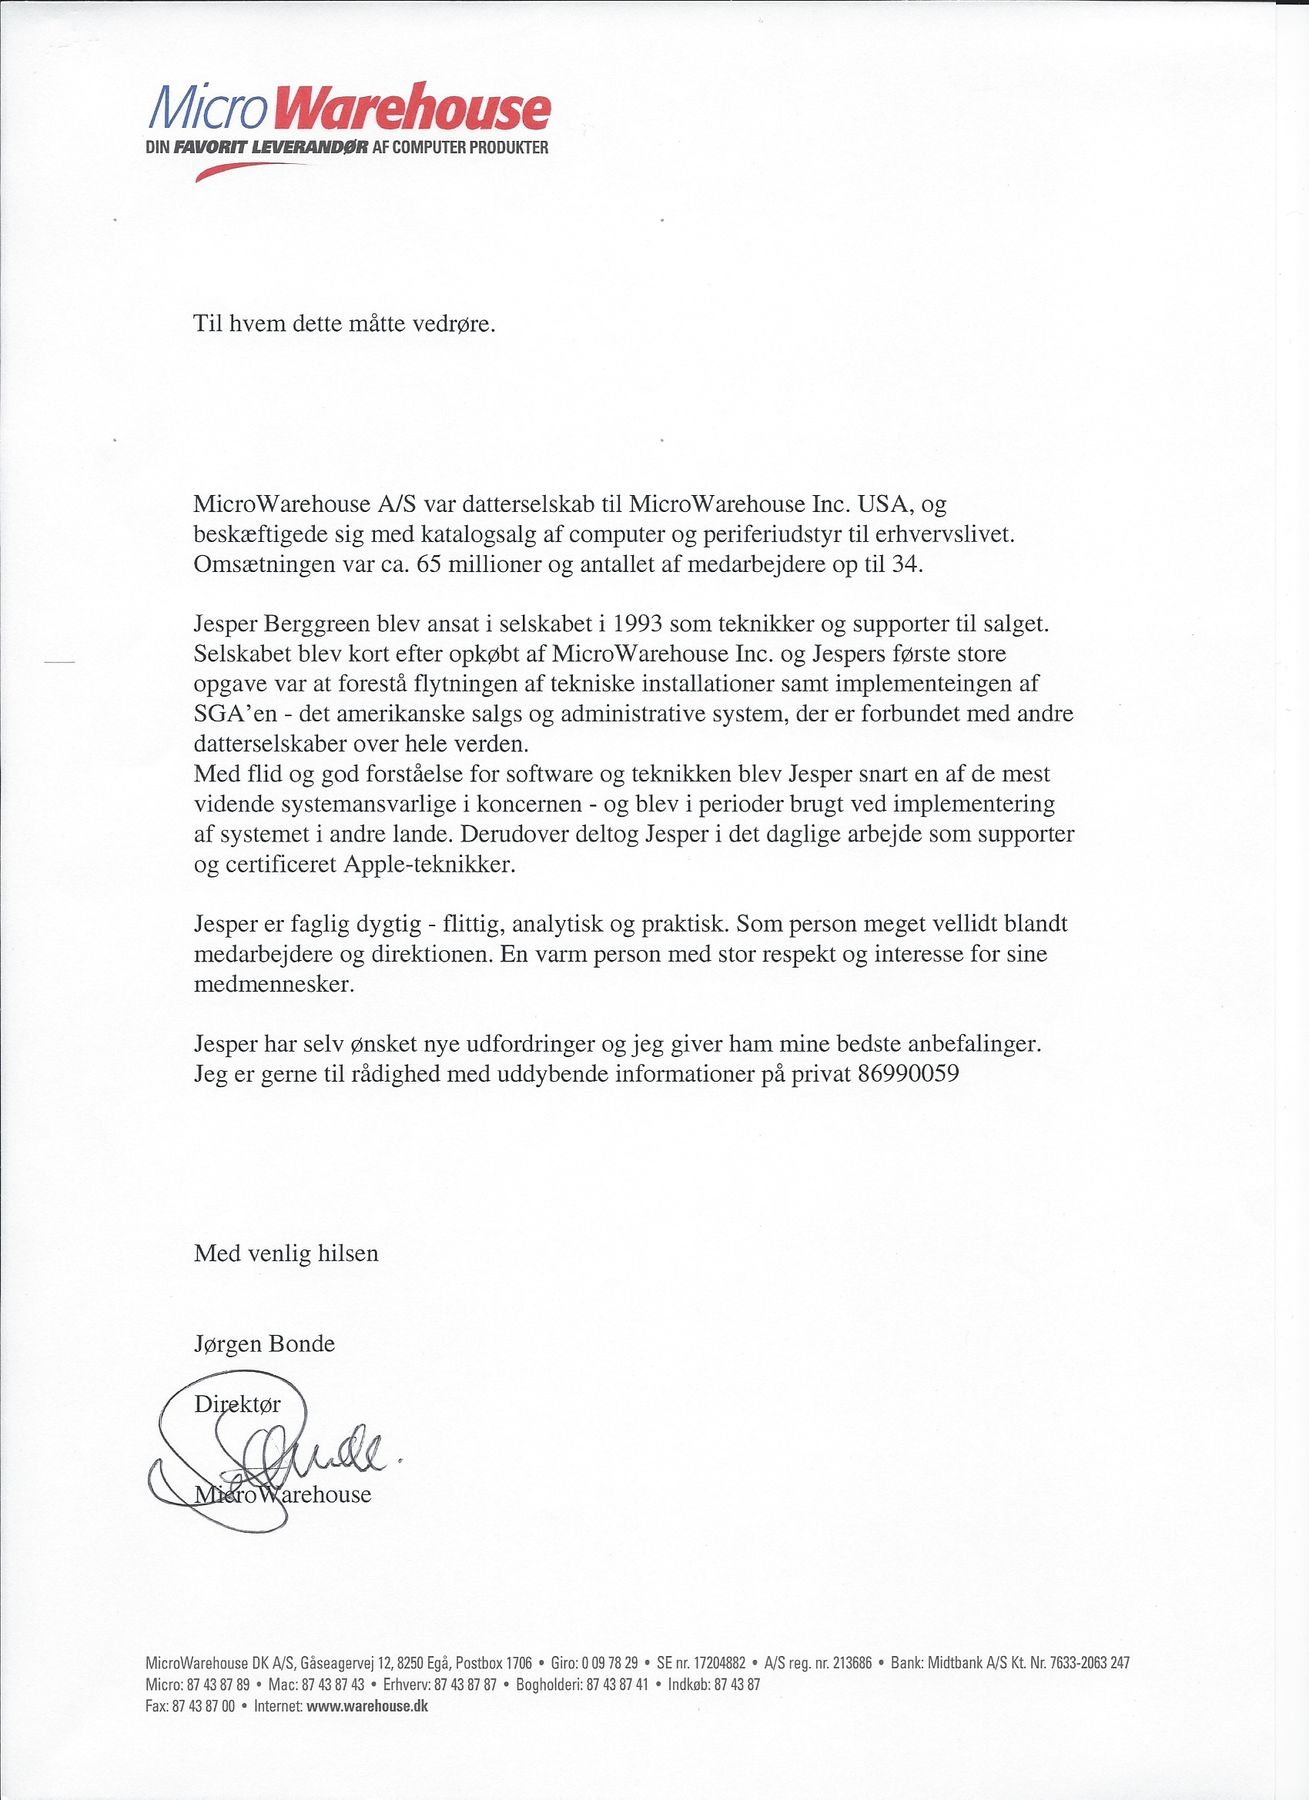 MicroWarehouse
DIN FAVORIT LEVERANDØR AF COMPUTER PRODUKTER
Til hvem dette måtte vedrøre.
MicroWarehouse A/S var datterselskab til MicroWarehouse Inc. USA, og
beskæftigede sig med katalogsalg af computer og periferiudstyr til erhvervslivet.
Omsætningen var ca. 65 millioner og antallet af medarbejdere op til 34.
Jesper Berggreen blev ansat i selskabet i 1993 som teknikker og supporter til salget.
Selskabet blev kort efter opkøbt af MicroWarehouse Inc. og Jespers første store
opgave var at forestå flytningen af tekniske installationer samt implementeingen af
SGA'en - det amerikanske salgs og administrative system, der er forbundet med andre
datterselskaber over hele verden.
Med flid og god forståelse for software og teknikken blev Jesper snart en af de mest
vidende systemansvarlige i koncernen - og blev i perioder brugt ved implementering
af systemet i andre lande. Derudover deltog Jesper i det daglige arbejde som supporter
og certificeret Apple-teknikker.
Jesper er faglig dygtig - flittig, analytisk og praktisk. Som person meget vellidt blandt
medarbejdere og direktionen. En varm person med stor respekt og interesse for sine
medmennesker.
Jesper har selv ønsket nye udfordringer og jeg giver ham mine bedste anbefalinger.
Jeg er gerne til rådighed med uddybende informationer på privat 86990059
Med venlig hilsen
Jørgen Bonde
Direktør
MicroWarehouse
MicroWarehouse DK A/S, Gåseagervej 12, 8250 Egå, Postbox 1706 • Giro: 0 09 78 29 • SE nr. 17204882 • A/S reg. nr. 213686 • Bank: Midtbank A/S Kt. Nr. 7633-2063 247
Micro: 87 43 87 89 • Mac: 87 43 87 43 • Erhverv: 87 43 87 87 • Bogholderi: 87 43 87 41 • Indkøb: 87 43 87
Fax: 87 43 87 00 • Internet: www.warehouse.dk